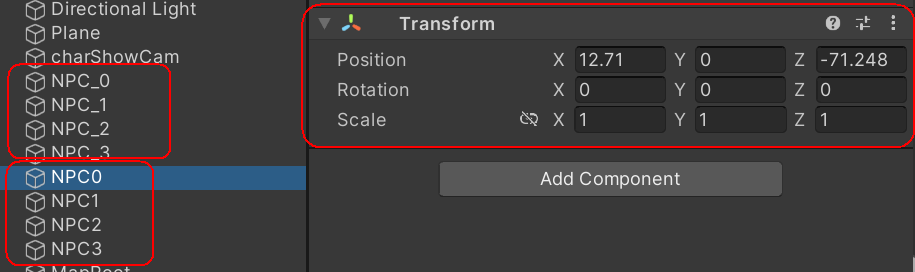 Directional Light
Plane
charShowCam
NPC_0
NPC_1
NPC_2
NPC_3
NPC0
NPC1
NPC2
NPC3
MapRoot
Transform
Position X 12.71 Y 0 Z -71.248
Rotation X 0 Y 0 Z 0
Scale X 1 Y 1 Z 1
Add Component